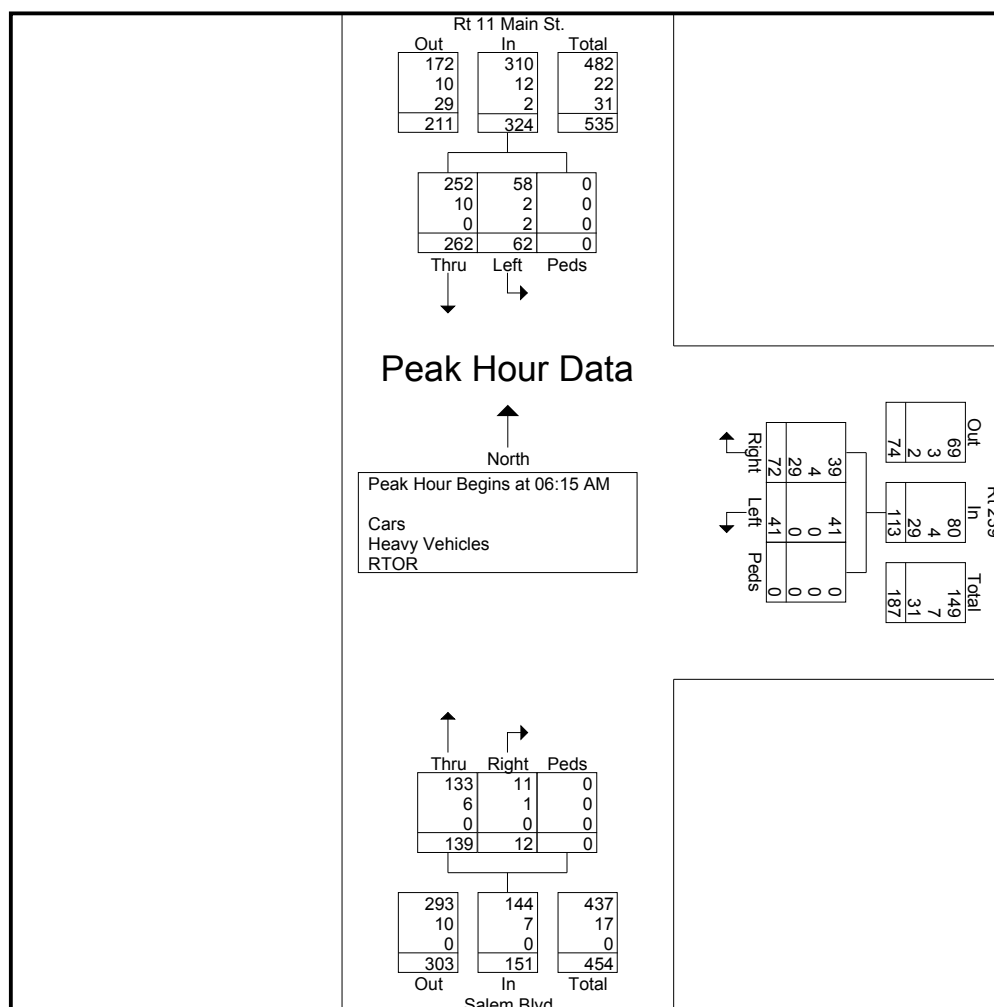 Rt 11 Main St.
Out In Total
172 310 482
10 12 22
29 2 31
211 324 535
252 58 0
10 2 0
0 2 0
262 62 0
Thru Left Peds
Peak Hour Data
North
Peak Hour Begins at 06:15 AM
Cars
Heavy Vehicles
RTOR
Rt 239
Out In Total
69 80 149
3 4 7
2 29 31
74 113 187
39 41 0
4 0 0
29 0 0
72 41 0
Right Left Peds
Thru Right Peds
133 11 0
6 1 0
0 0 0
139 12 0
293 144 437
10 7 17
0 0 0
303 151 454
Out In Total
Salem Blvd